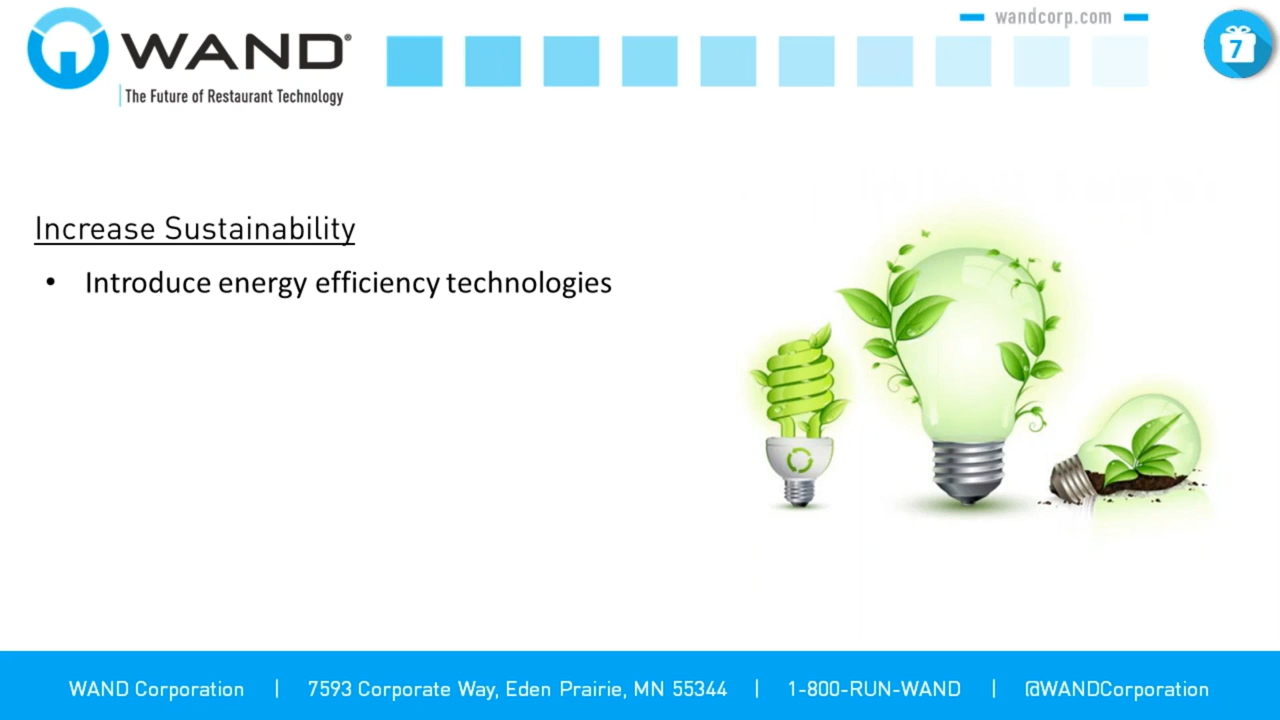 WAND®
The Future of Restaurant Technology
wandcorp.com
7
Increase Sustainability
• Introduce energy efficiency technologies
WAND Corporation | 7593 Corporate Way, Eden Prairie, MN 55344 | 1-800-RUN-WAND | @WANDCorporation